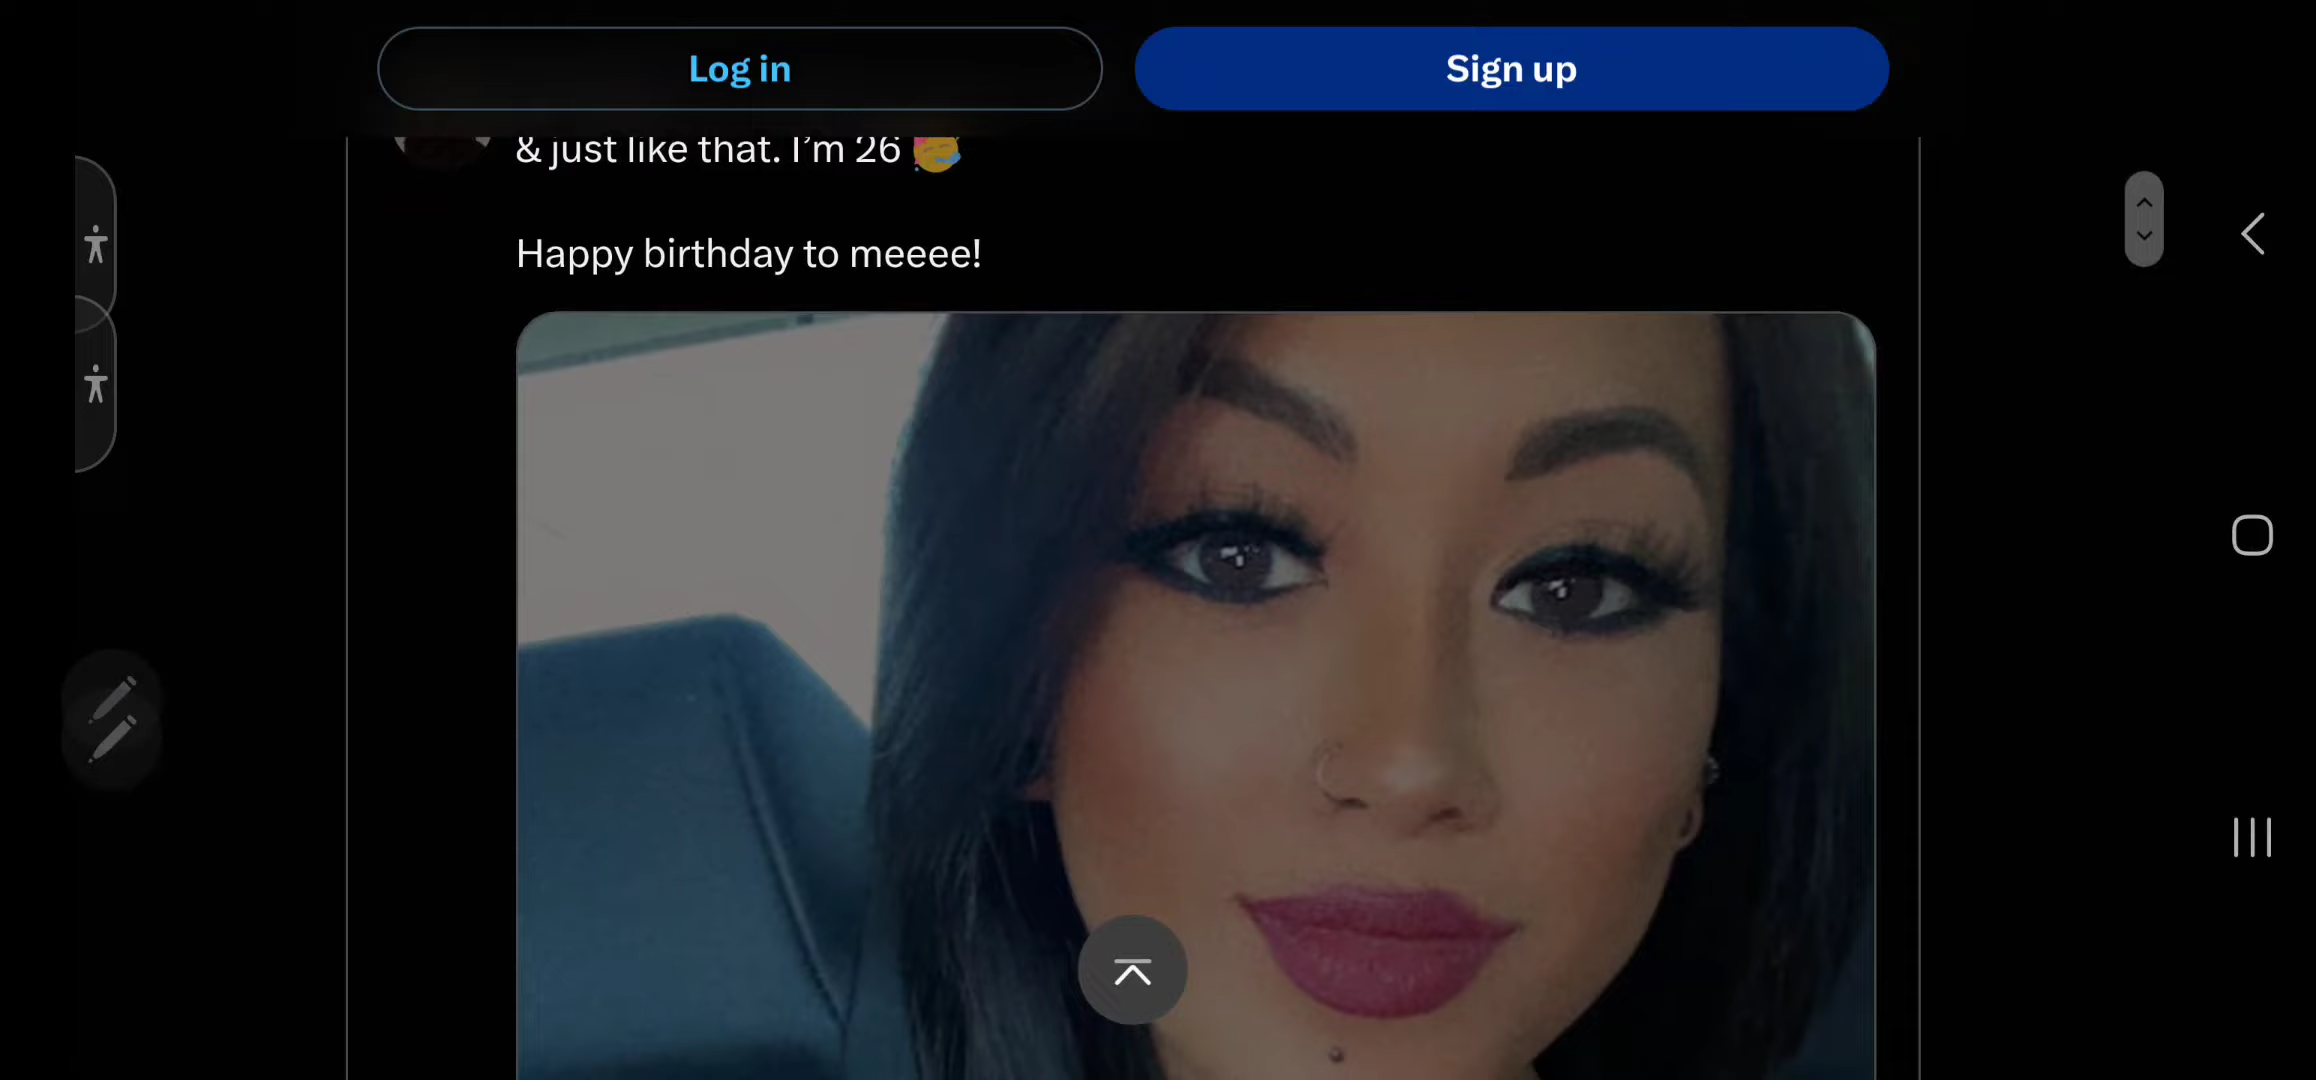 Log in
Sign up
& just like that. I'm 26 🥳
Happy birthday to meeee!